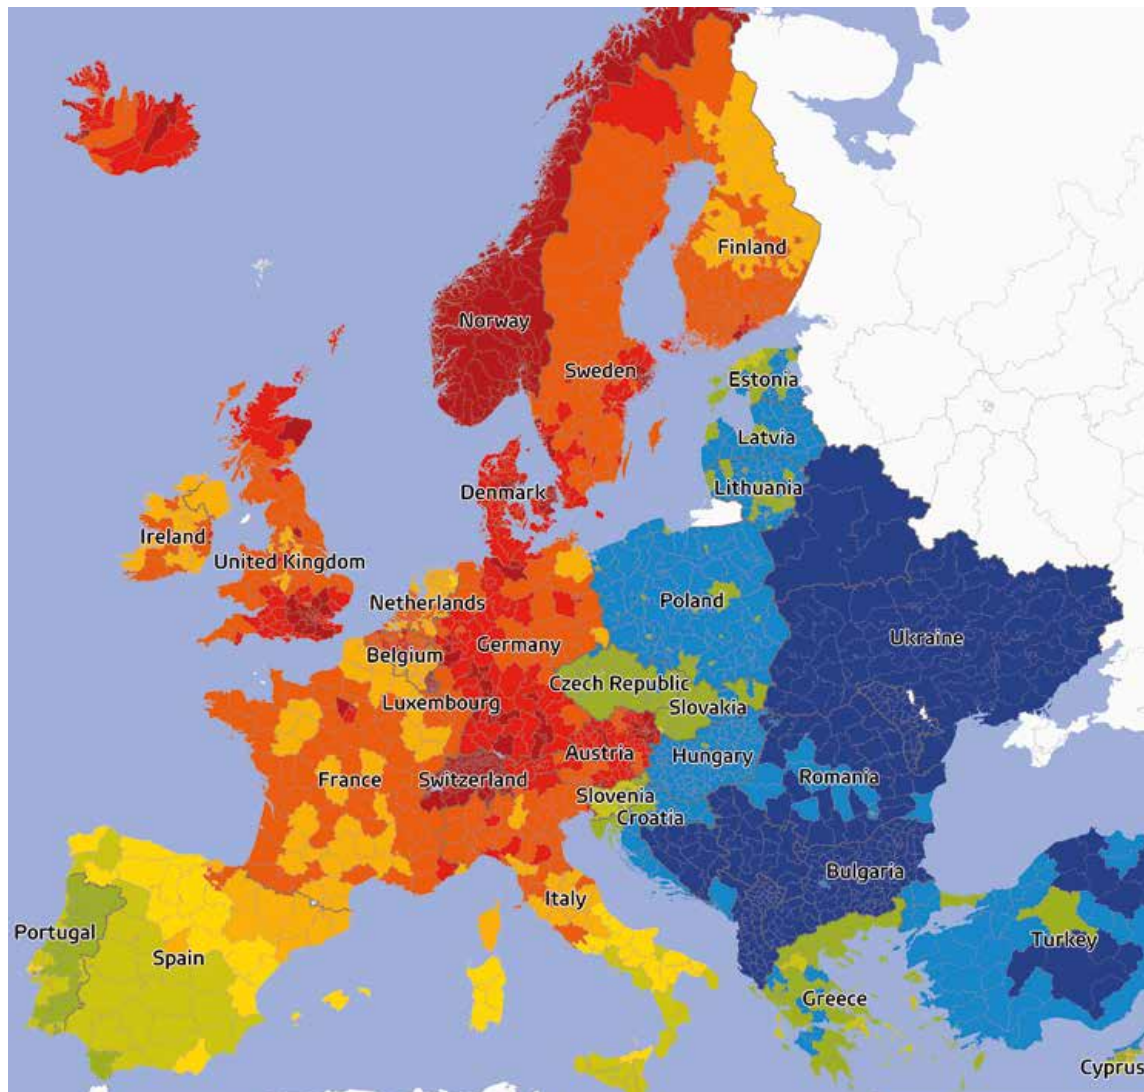 Finland
Norway
Sweden
Estonia
Latvia
Denmark
Lithuania
Ireland
United Kingdom
Netherlands
Poland
Germany
Ukraine
Belgium
Czech Republic
Luxembourg
Slovakia
Austria
Hungary
France
Switzerland
Romania
Slovenia
Croatia
Bulgaria
Italy
Portugal
Spain
Turkey
Greece
Cyprus